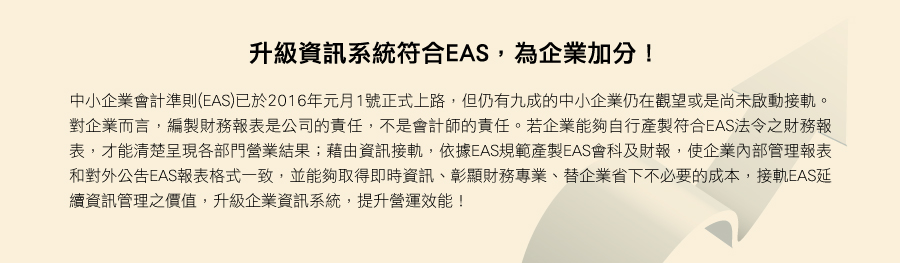 升級資訊系統符合EAS，為企業加分！
中小企業會計準則(EAS)已於2016年元月1號正式上路，但仍有九成的中小企業仍在觀望或是尚未啟動接軌。
對企業而言，編製財務報表是公司的責任，不是會計師的責任。若企業能夠自行產製符合EAS法令之財務報
表，才能清楚呈現各部門營業結果；藉由資訊接軌，依據EAS規範產製EAS會科及財報，使企業內部管理報表
和對外公告EAS報表格式一致，並能夠取得即時資訊、彰顯財務專業、替企業省下不必要的成本，接軌EAS延
續資訊管理之價值，升級企業資訊系統，提升營運效能！